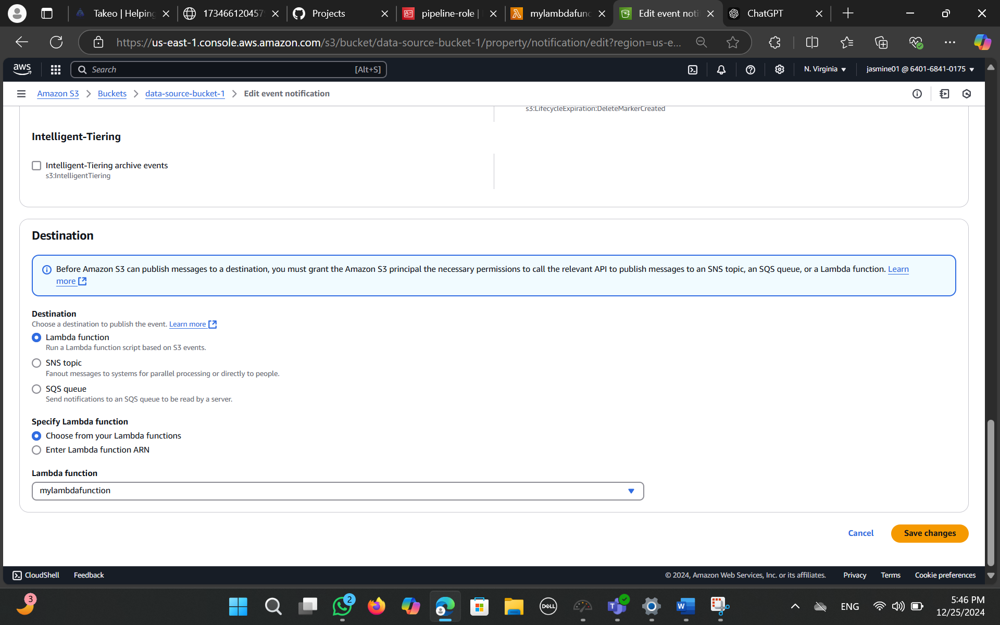 Takeo | Helping
173466120457
Projects
pipeline-role |
mylambdafunc
Edit event noti
ChatGPT
https://us-east-1.console.aws.amazon.com/s3/bucket/data-source-bucket-1/property/notification/edit?region=us-e...
aws
Search
[Alt+S]
N. Virginia
jasmine01 @ 6401-6841-0175
Amazon S3
Buckets
data-source-bucket-1
Edit event notification
s3:LifecycleExpiration:DeleteMarkerCreated
Intelligent-Tiering
Intelligent-Tiering archive events
s3:IntelligentTiering
Destination
Before Amazon S3 can publish messages to a destination, you must grant the Amazon S3 principal the necessary permissions to call the relevant API to publish messages to an SNS topic, an SQS queue, or a Lambda function. Learn
more
Destination
Choose a destination to publish the event. Learn more
Lambda function
Run a Lambda function script based on S3 events.
SNS topic
Fanout messages to systems for parallel processing or directly to people.
SQS queue
Send notifications to an SQS queue to be read by a server.
Specify Lambda function
Choose from your Lambda functions
Enter Lambda function ARN
Lambda function
mylambdafunction
Cancel
Save changes
CloudShell
Feedback
© 2024, Amazon Web Services, Inc. or its affiliates.
Privacy
Terms
Cookie preferences
3
2
DELL
T
W
ENG
5:46 PM
12/25/2024